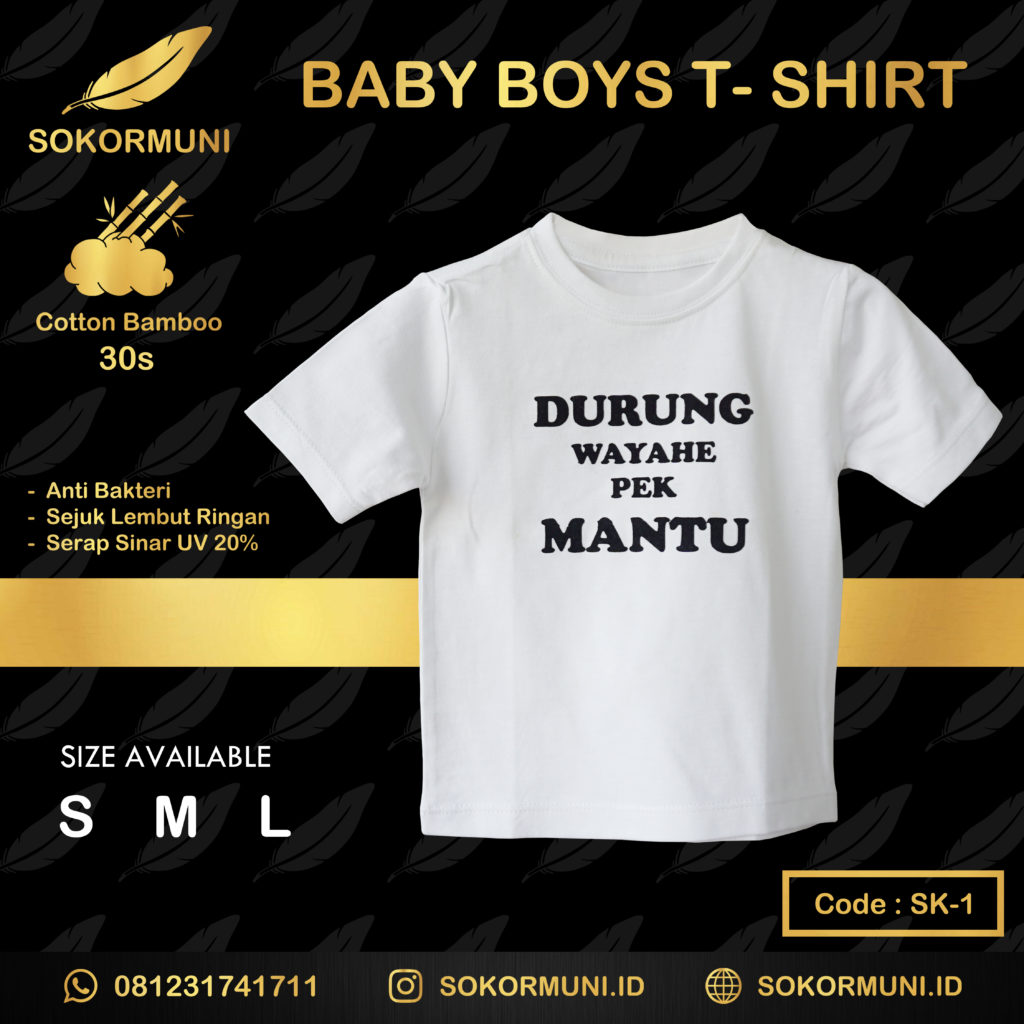 SOKORMUNI
BABY BOYS T- SHIRT
Cotton Bamboo
30s
- Anti Bakteri
- Sejuk Lembut Ringan
- Serap Sinar UV 20%
DURUNG
WAYAHE
PEK
MANTU
SIZE AVAILABLE
S M L
Code : SK-1
081231741711
SOKORMUNI.ID
SOKORMUNI.ID